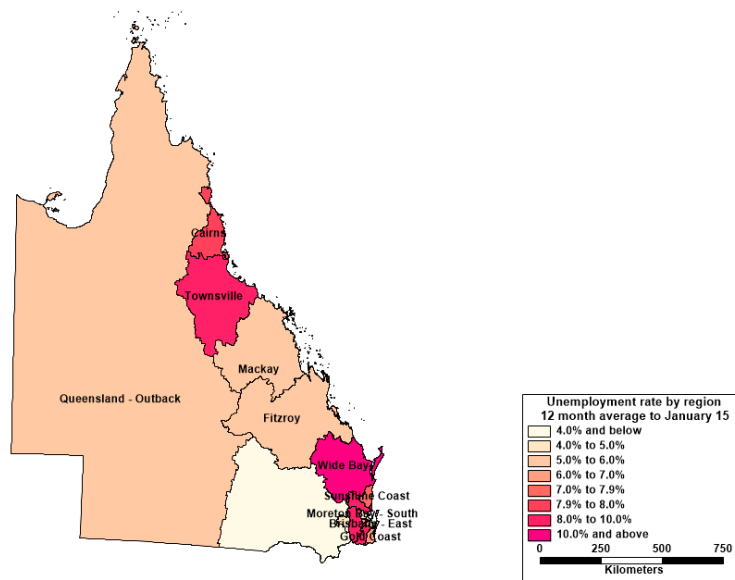 Cairns
Townsville
Mackay
Queensland - Outback
Fitzroy
Wide Bay
Sunshine Coast
Moreton Bay - South
Brisbane - East
Gold Coast
Unemployment rate by region
12 month average to January 15
4.0% and below
4.0% to 5.0%
5.0% to 6.0%
6.0% to 7.0%
7.0% to 7.9%
7.9% to 8.0%
8.0% to 10.0%
10.0% and above
0 250 500 750
Kilometers